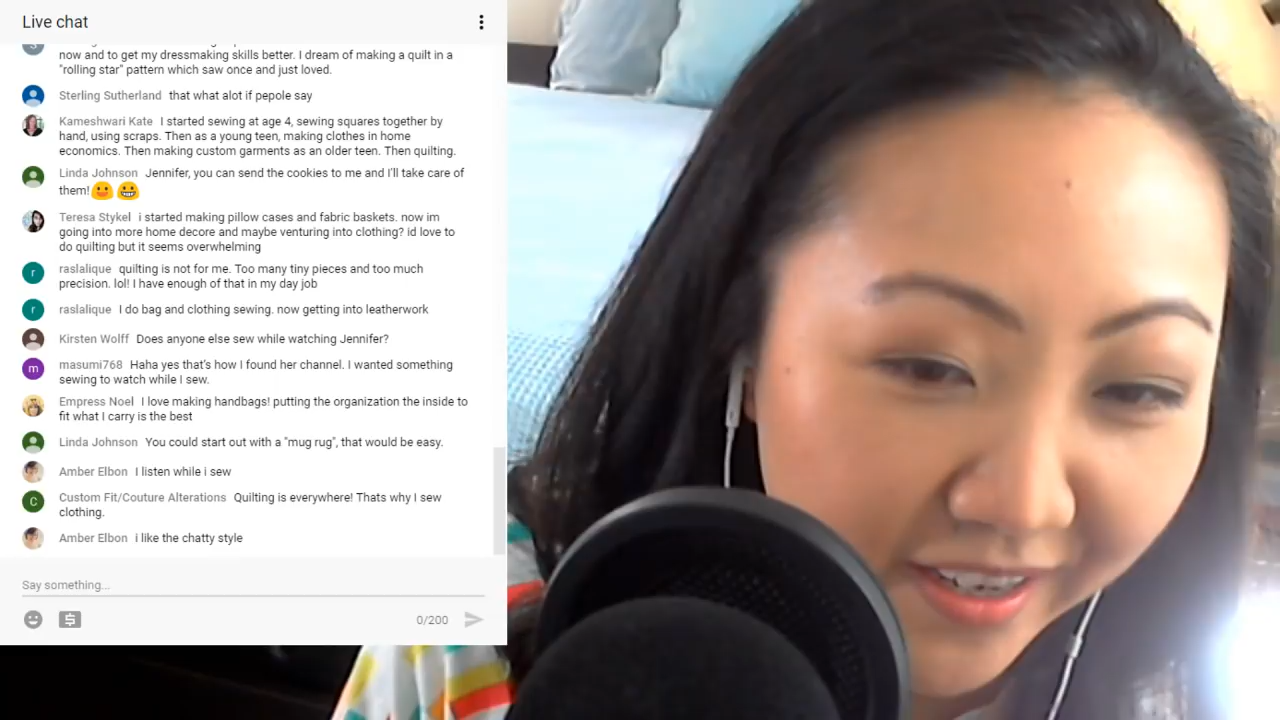 Live chat
now and to get my dressmaking skills better. I dream of making a quilt in a
"rolling star" pattern which saw once and just loved.
Sterling Sutherland that what alot if pepole say
Kameshwari Kate I started sewing at age 4, sewing squares together by
hand, using scraps. Then as a young teen, making clothes in home
economics. Then making custom garments as an older teen. Then quilting.
Linda Johnson Jennifer, you can send the cookies to me and I'll take care of
them!
Teresa Stykel i started making pillow cases and fabric baskets. now im
going into more home decore and maybe venturing into clothing? id love to
do quilting but it seems overwhelming
r raslalique quilting is not for me. Too many tiny pieces and too much
precision. lol! I have enough of that in my day job
r raslalique I do bag and clothing sewing. now getting into leatherwork
Kirsten Wolff Does anyone else sew while watching Jennifer?
m masumi768 Haha yes that's how I found her channel. I wanted something
sewing to watch while I sew.
Empress Noel I love making handbags! putting the organization the inside to
fit what I carry is the best
Linda Johnson You could start out with a "mug rug", that would be easy.
Amber Elbon I listen while i sew
C Custom Fit/Couture Alterations Quilting is everywhere! Thats why I sew
clothing.
Amber Elbon i like the chatty style
Say something...
$ 0/200